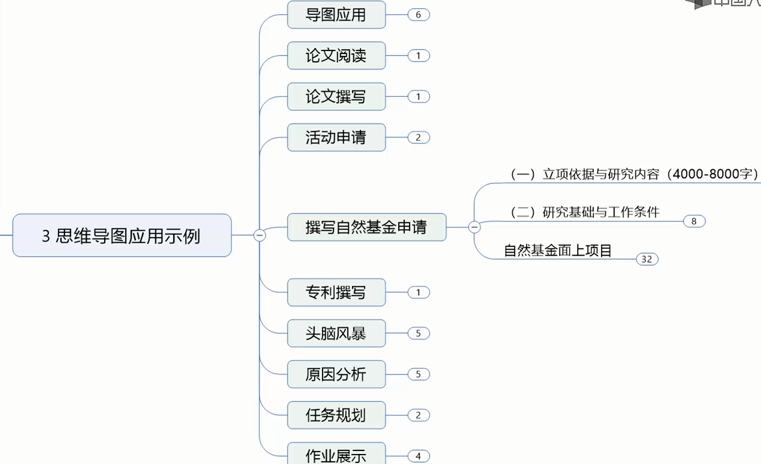 导图应用 6
论文阅读 1
论文撰写 1
活动申请 2
3 思维导图应用示例
撰写自然基金申请
（一）立项依据与研究内容（4000-8000字）
（二）研究基础与工作条件 8
自然基金面上项目 32
专利撰写 1
头脑风暴 5
原因分析 5
任务规划 2
作业展示 4